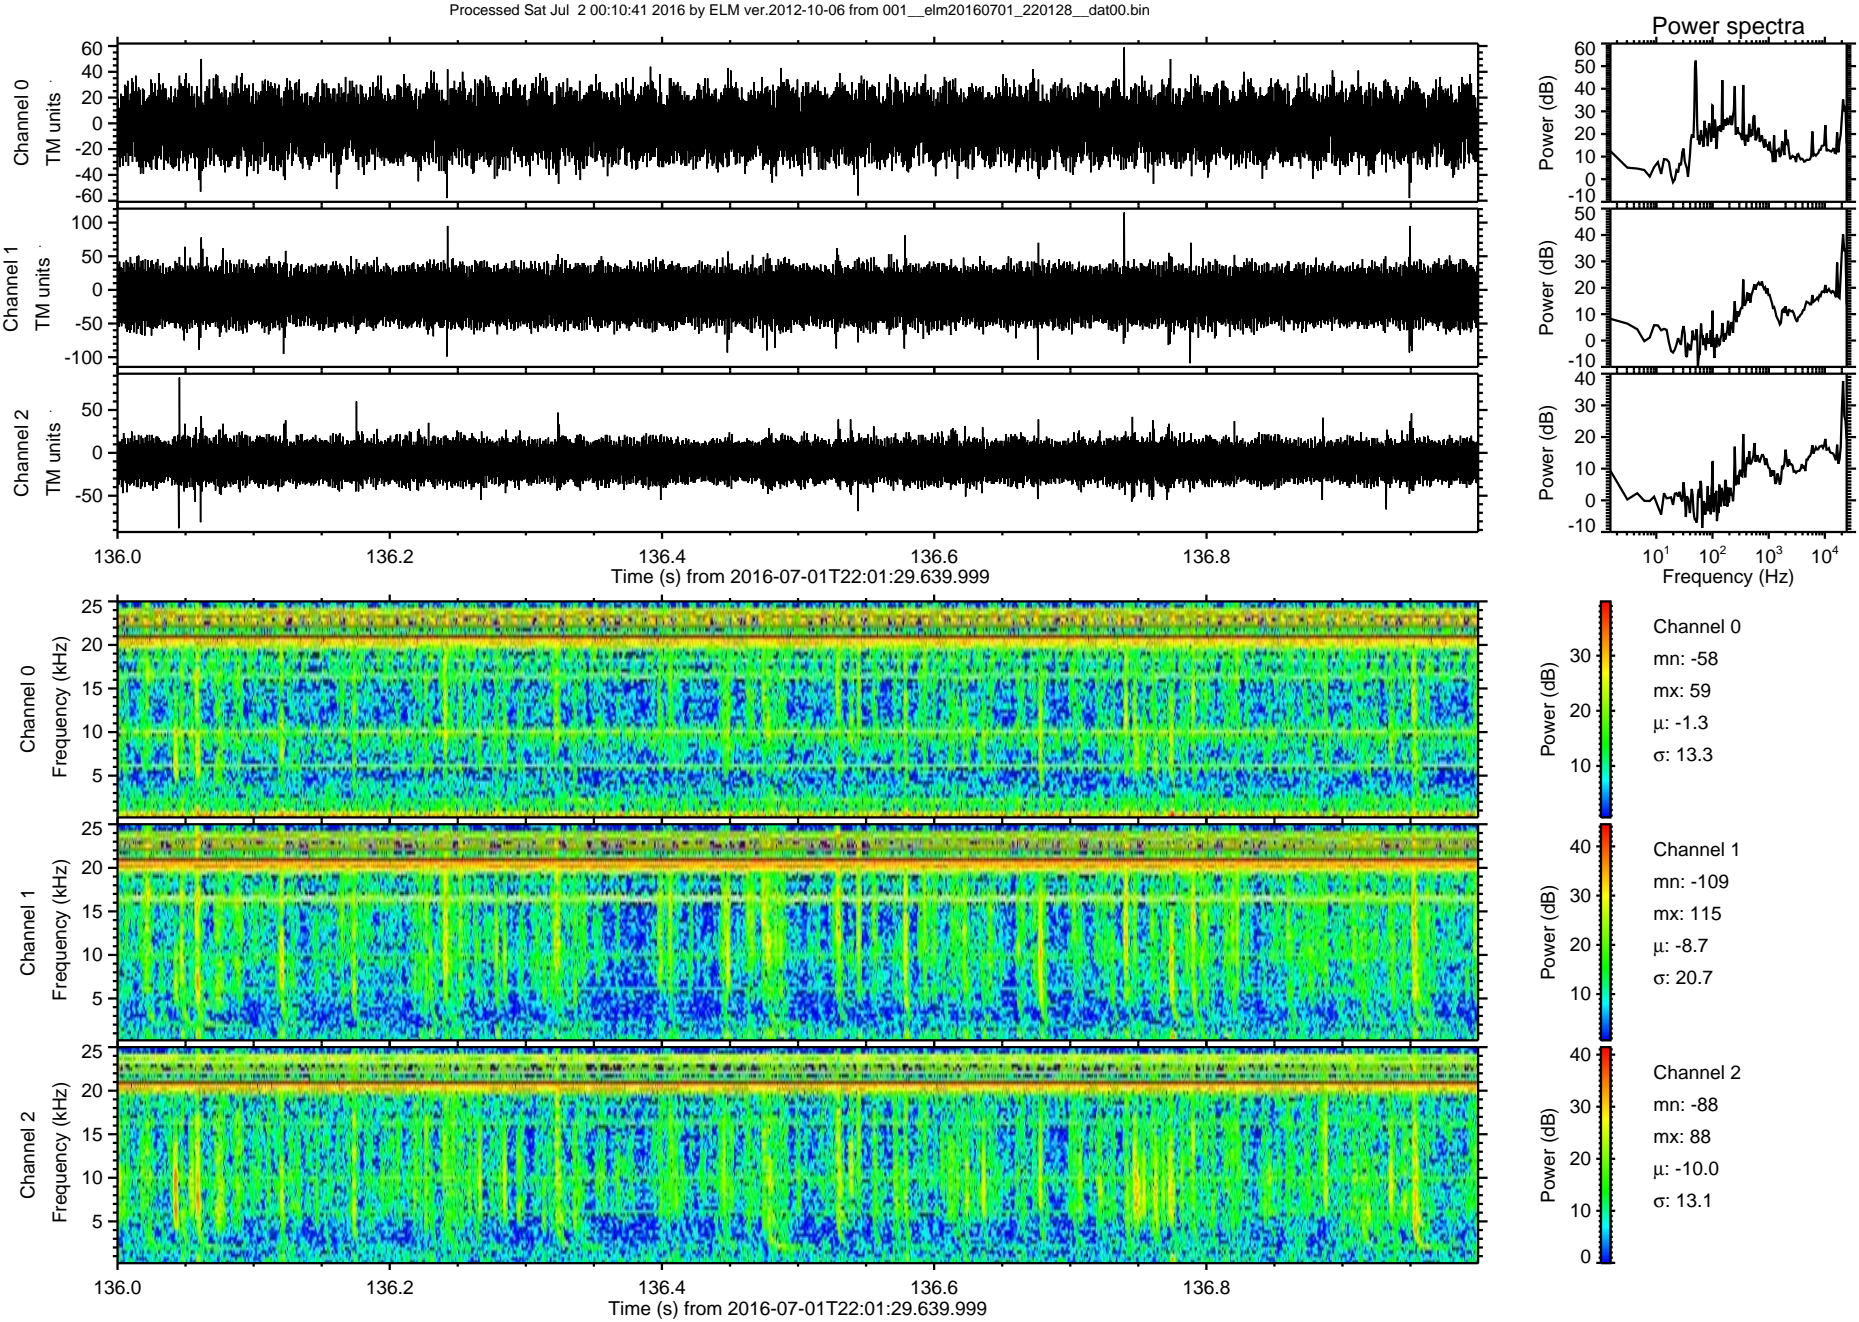 Processed Sat Jul  2 00:10:41 2016 by ELM ver.2012-10-06 from 001__elm20160701_220128__dat00.bin
Power spectra
Channel 0
TM units
60
40
20
0
-20
-40
-60
Power (dB)
60
50
40
30
20
10
0
-10
Channel 1
TM units
100
50
0
-50
-100
Power (dB)
50
40
30
20
10
0
-10
Channel 2
TM units
50
0
-50
Power (dB)
40
30
20
10
0
-10
136.0 136.2 136.4 136.6 136.8
Time (s) from 2016-07-01T22:01:29.639.999
10¹ 10² 10³ 10⁴
Frequency (Hz)
Channel 0
Frequency (kHz)
25
20
15
10
5
Power (dB)
30
20
10
Channel 0
mn: -58
mx: 59
μ: -1.3
σ: 13.3
Channel 1
Frequency (kHz)
25
20
15
10
5
Power (dB)
40
30
20
10
Channel 1
mn: -109
mx: 115
μ: -8.7
σ: 20.7
Channel 2
Frequency (kHz)
25
20
15
10
5
Power (dB)
40
30
20
10
0
Channel 2
mn: -88
mx: 88
μ: -10.0
σ: 13.1
136.0 136.2 136.4 136.6 136.8
Time (s) from 2016-07-01T22:01:29.639.999